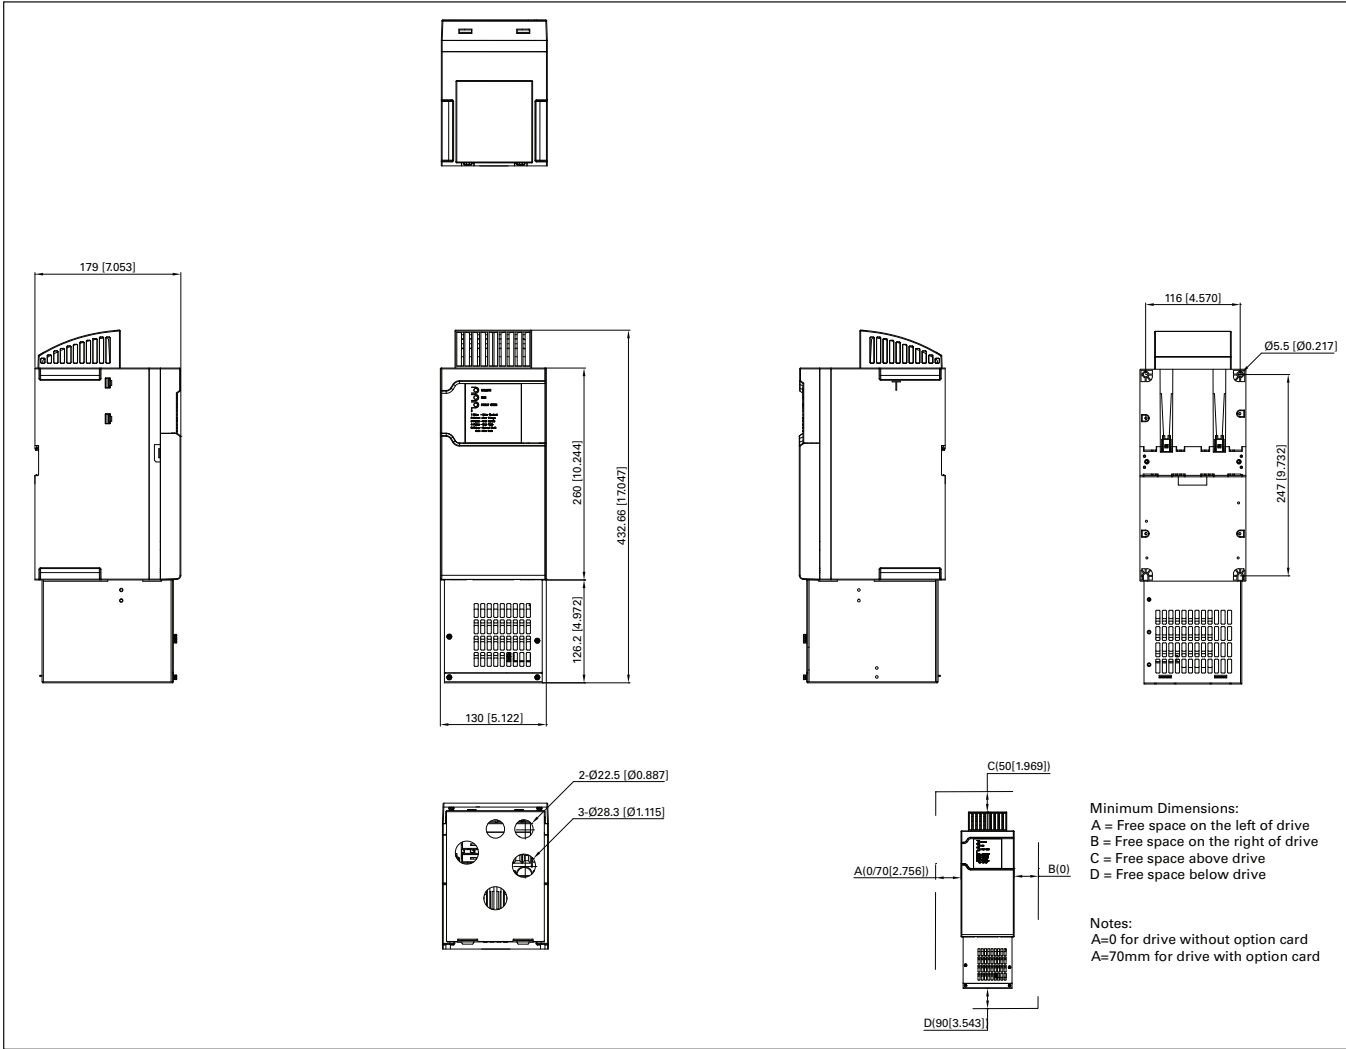 179 [7.053]
116 [4.570]
Ø5.5 [Ø0.217]
260 [10.244]
432.66 [17.047]
247 [9.732]
126.2 [4.972]
130 [5.122]
2-Ø22.5 [Ø0.887]
3-Ø28.3 [Ø1.115]
C(50[1.969])
A(0/70[2.756])
B(0)
D(90[3.543])
Minimum Dimensions:
A = Free space on the left of drive
B = Free space on the right of drive
C = Free space above drive
D = Free space below drive
Notes:
A=0 for drive without option card
A=70mm for drive with option card